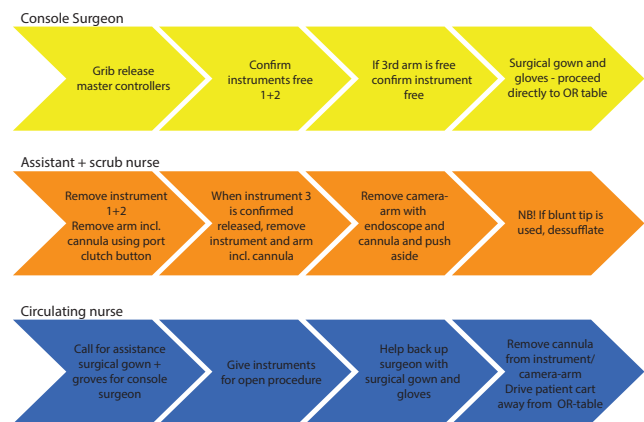 Console Surgeon
Grib release
master controllers
Confirm
instruments free
1+2
If 3rd arm is free
confirm instrument
free
Surgical gown and
gloves - proceed
directly to OR table
Assistant + scrub nurse
Remove instrument
1+2
Remove arm incl.
cannula using port
clutch button
When instrument 3
is confirmed
released, remove
instrument and arm
incl. cannula
Remove camera-
arm with
endoscope and
cannula and push
aside
NB! If blunt tip is
used, dessufflate
Circulating nurse
Call for assistance
surgical gown +
groves for console
surgeon
Give instruments
for open procedure
Help back up
surgeon with
surgical gown and
gloves
Remove cannula
from instrument/
camera-arm
Drive patient cart
away from OR-table